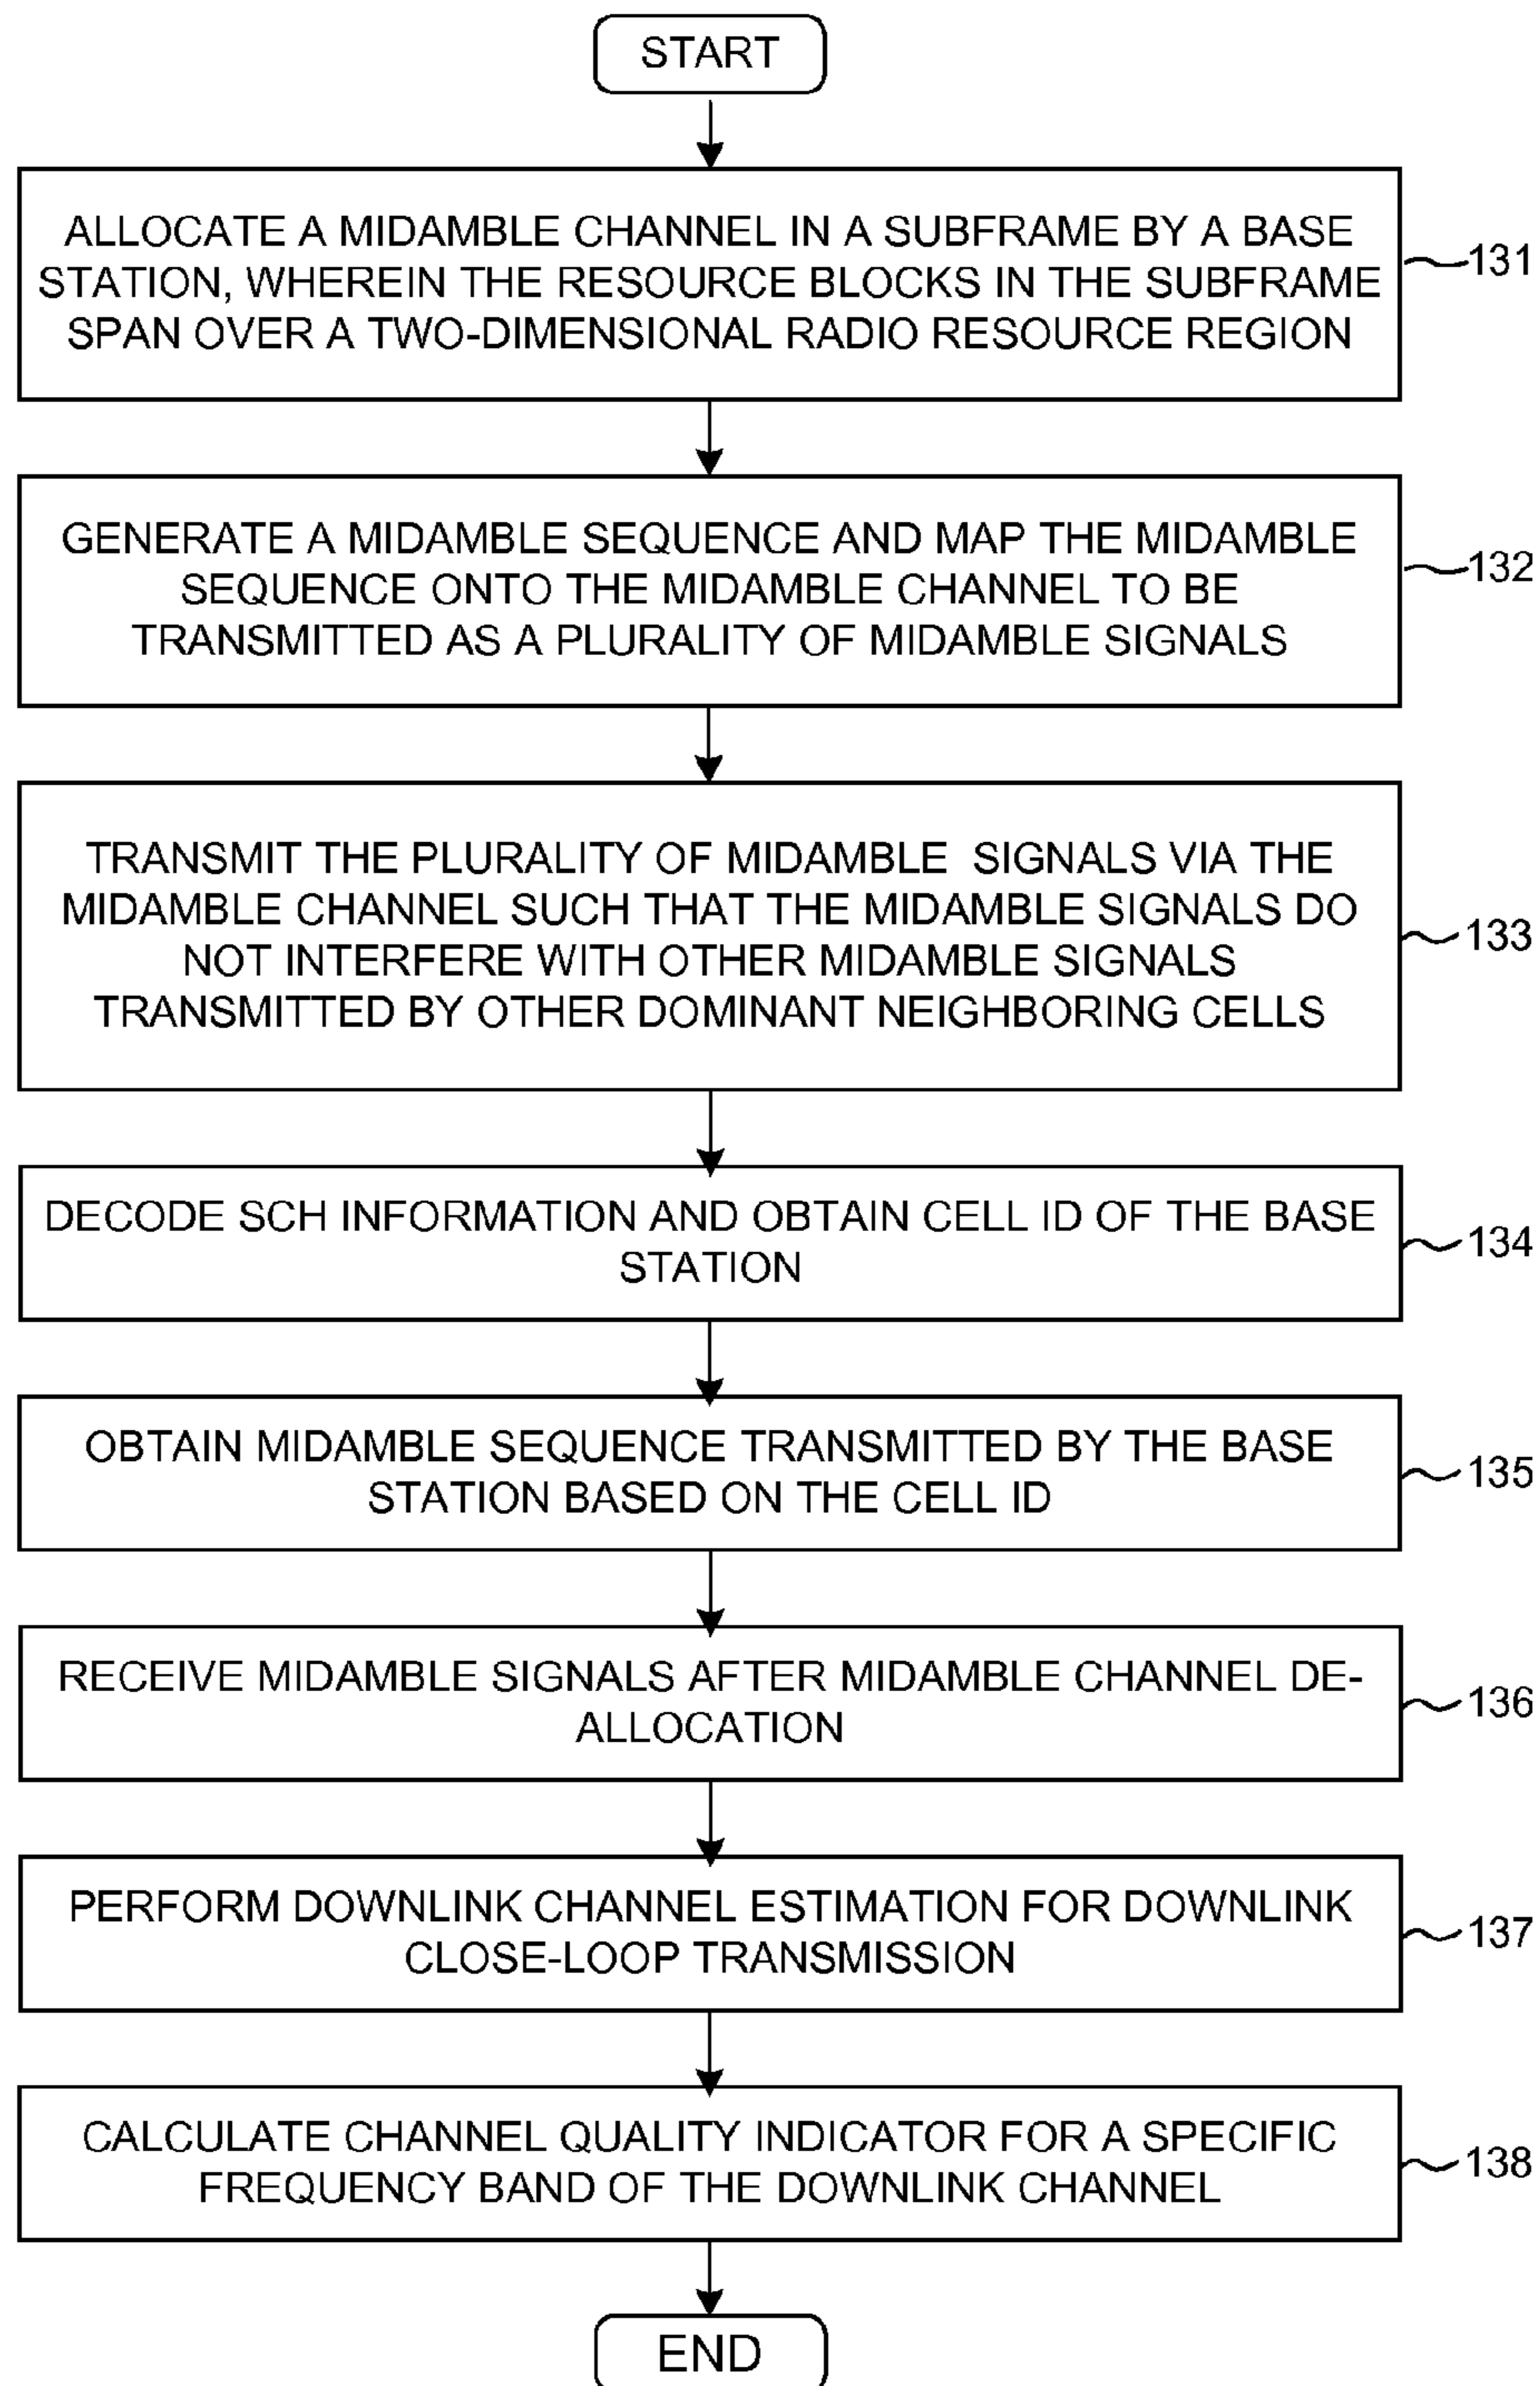 START
ALLOCATE A MIDAMBLE CHANNEL IN A SUBFRAME BY A BASE
STATION, WHEREIN THE RESOURCE BLOCKS IN THE SUBFRAME
SPAN OVER A TWO-DIMENSIONAL RADIO RESOURCE REGION
131
GENERATE A MIDAMBLE SEQUENCE AND MAP THE MIDAMBLE
SEQUENCE ONTO THE MIDAMBLE CHANNEL TO BE
TRANSMITTED AS A PLURALITY OF MIDAMBLE SIGNALS
132
TRANSMIT THE PLURALITY OF MIDAMBLE SIGNALS VIA THE
MIDAMBLE CHANNEL SUCH THAT THE MIDAMBLE SIGNALS DO
NOT INTERFERE WITH OTHER MIDAMBLE SIGNALS
TRANSMITTED BY OTHER DOMINANT NEIGHBORING CELLS
133
DECODE SCH INFORMATION AND OBTAIN CELL ID OF THE BASE
STATION
134
OBTAIN MIDAMBLE SEQUENCE TRANSMITTED BY THE BASE
STATION BASED ON THE CELL ID
135
RECEIVE MIDAMBLE SIGNALS AFTER MIDAMBLE CHANNEL DE-
ALLOCATION
136
PERFORM DOWNLINK CHANNEL ESTIMATION FOR DOWNLINK
CLOSE-LOOP TRANSMISSION
137
CALCULATE CHANNEL QUALITY INDICATOR FOR A SPECIFIC
FREQUENCY BAND OF THE DOWNLINK CHANNEL
138
END